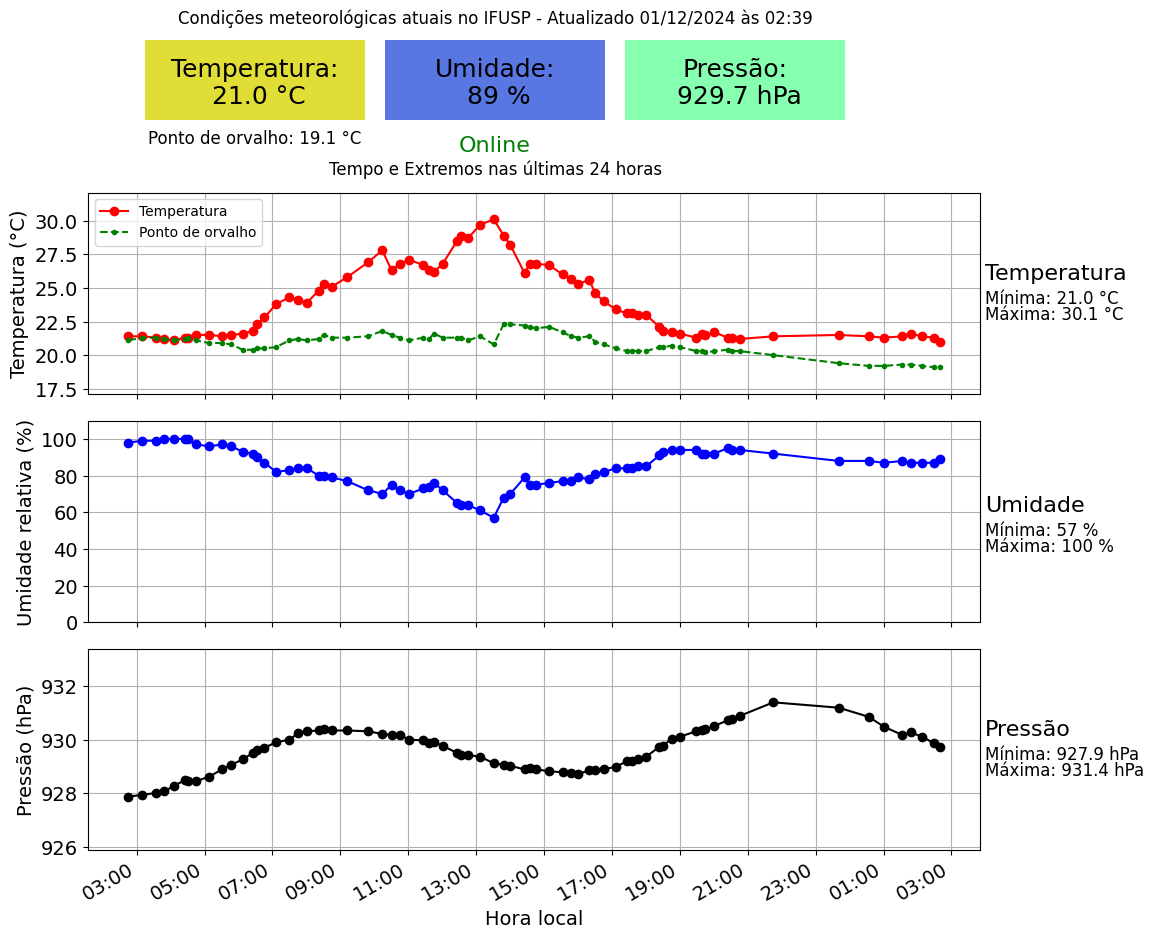 Condições meteorológicas atuais no IFUSP - Atualizado 01/12/2024 às 02:39
Temperatura:
21.0 °C
Umidade:
89 %
Pressão:
929.7 hPa
Ponto de orvalho: 19.1 °C
Online
Tempo e Extremos nas últimas 24 horas
Temperatura (°C)
30.0
27.5
25.0
22.5
20.0
17.5
Temperatura
Ponto de orvalho
Temperatura
Mínima: 21.0 °C
Máxima: 30.1 °C
Umidade relativa (%)
100
80
60
40
20
0
Umidade
Mínima: 57 %
Máxima: 100 %
Pressão (hPa)
932
930
928
926
Pressão
Mínima: 927.9 hPa
Máxima: 931.4 hPa
03:00 05:00 07:00 09:00 11:00 13:00 15:00 17:00 19:00 21:00 23:00 01:00 03:00
Hora local